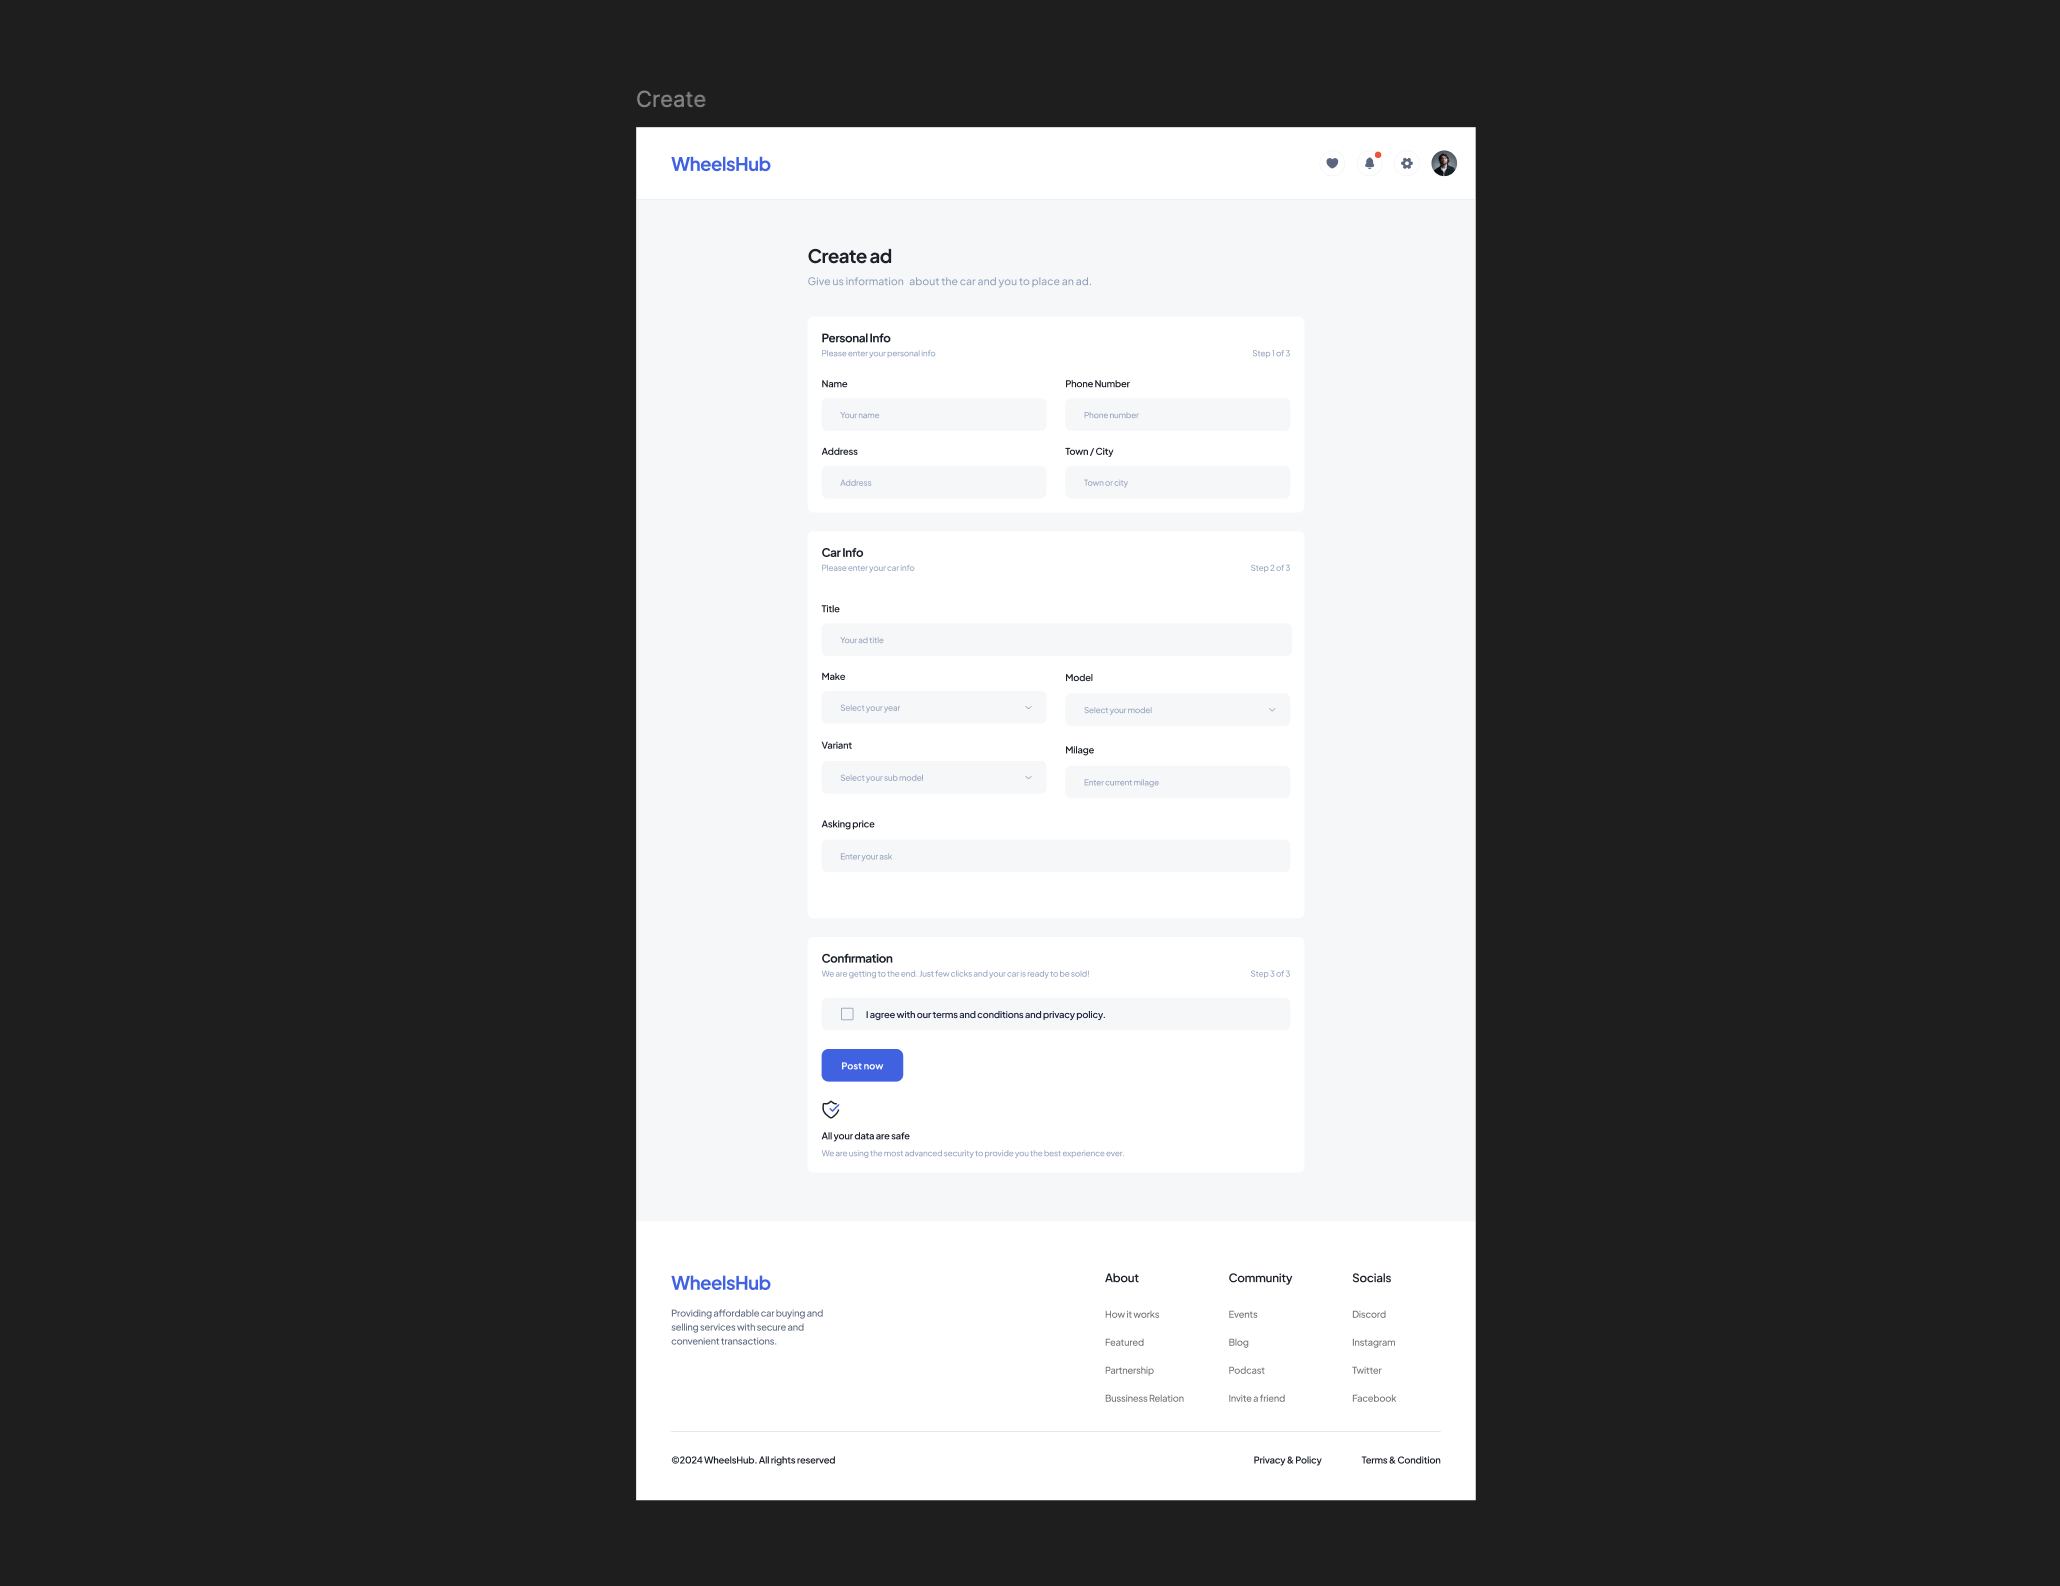 Create
WheelsHub
Create ad
Give us information  about the car and you to place an ad.
Personal Info
Please enter your personal info
Step 1 of 3
Name
Phone Number
Your name
Phone number
Address
Town / City
Address
Town or city
Car Info
Please enter your car info
Step 2 of 3
Title
Your ad title
Make
Model
Select your year
Select your model
Variant
Milage
Select your sub model
Enter current milage
Asking price
Enter your ask
Confirmation
We are getting to the end. Just few clicks and your car is ready to be sold!
Step 3 of 3
I agree with our terms and conditions and privacy policy.
Post now
All your data are safe
We are using the most advanced security to provide you the best experience ever.
WheelsHub
Providing affordable car buying and
selling services with secure and
convenient transactions.
About
How it works
Featured
Partnership
Bussiness Relation
Community
Events
Blog
Podcast
Invite a friend
Socials
Discord
Instagram
Twitter
Facebook
©2024 WheelsHub. All rights reserved
Privacy & Policy
Terms & Condition